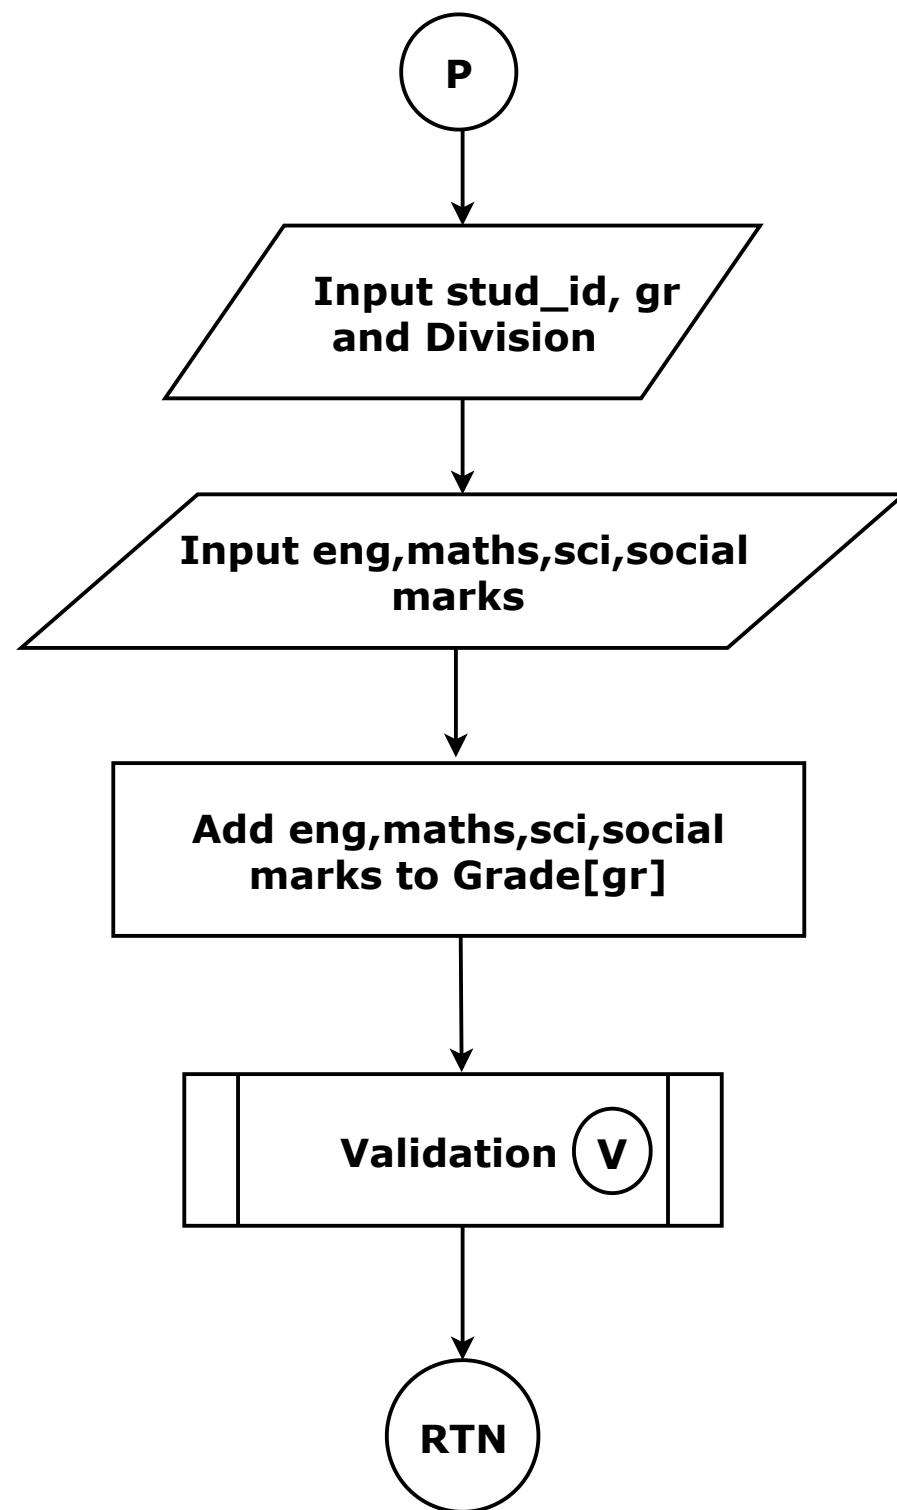 P
Input stud_id, gr
and Division
Input eng,maths,sci,social
marks
Add eng,maths,sci,social
marks to Grade[gr]
Validation V
RTN